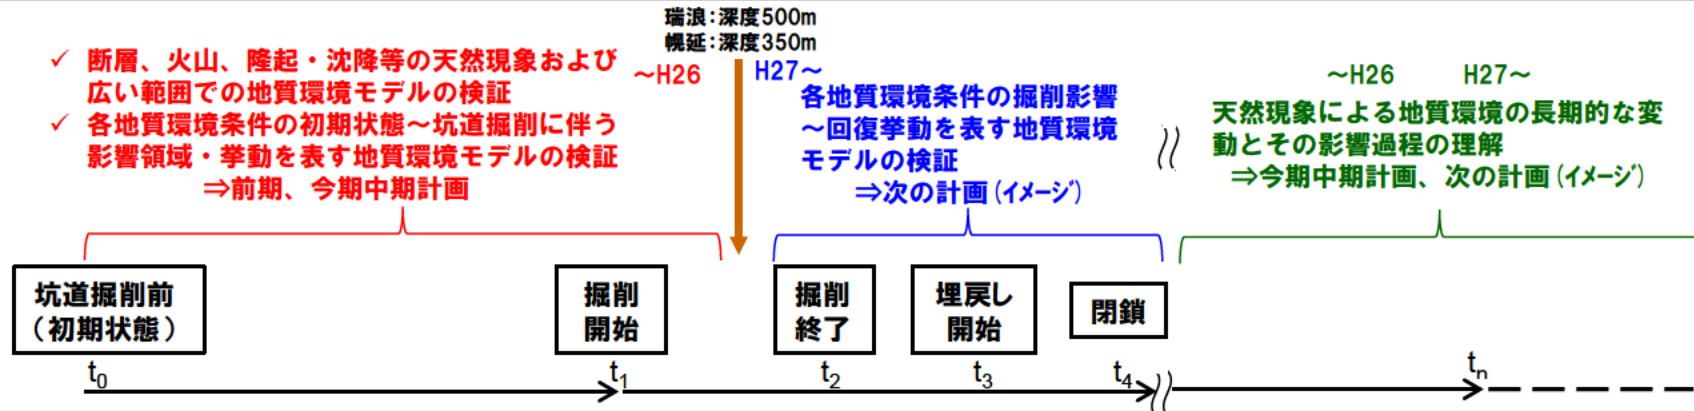 瑞浪：深度500m
幌延：深度350m
✓ 断層、火山、隆起・沈降等の天然現象および
広い範囲での地質環境モデルの検証
✓ 各地質環境条件の初期状態～坑道掘削に伴う
影響領域・挙動を表す地質環境モデルの検証
⇒前期、今期中期計画
～H26
H27～
各地質環境条件の掘削影響
～回復挙動を表す地質環境
モデルの検証
⇒次の計画(イメージ)
～H26 H27～
天然現象による地質環境の長期的な変
動とその影響過程の理解
⇒今期中期計画、次の計画(イメージ)
坑道掘削前
（初期状態）
掘削
開始
掘削
終了
埋戻し
開始
閉鎖
t0
t1
t2
t3
t4
tn